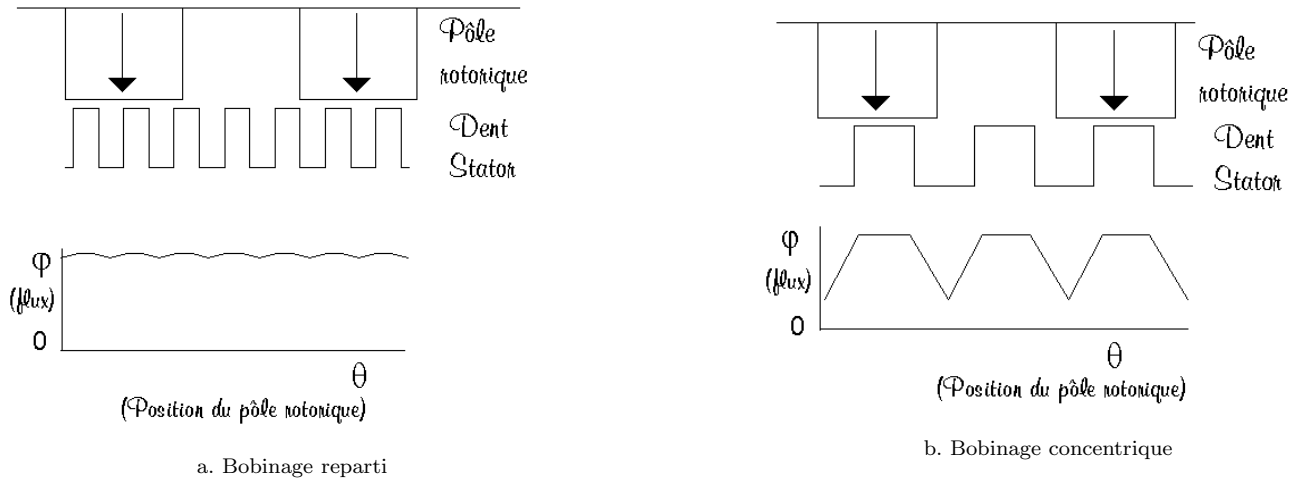 Pôle
rotorique
Dent
Stator
φ
(flux)
0
θ
(Position du pôle rotorique)
a. Bobinage reparti
Pôle
rotorique
Dent
Stator
φ
(flux)
0
θ
(Position du pôle rotorique)
b. Bobinage concentrique